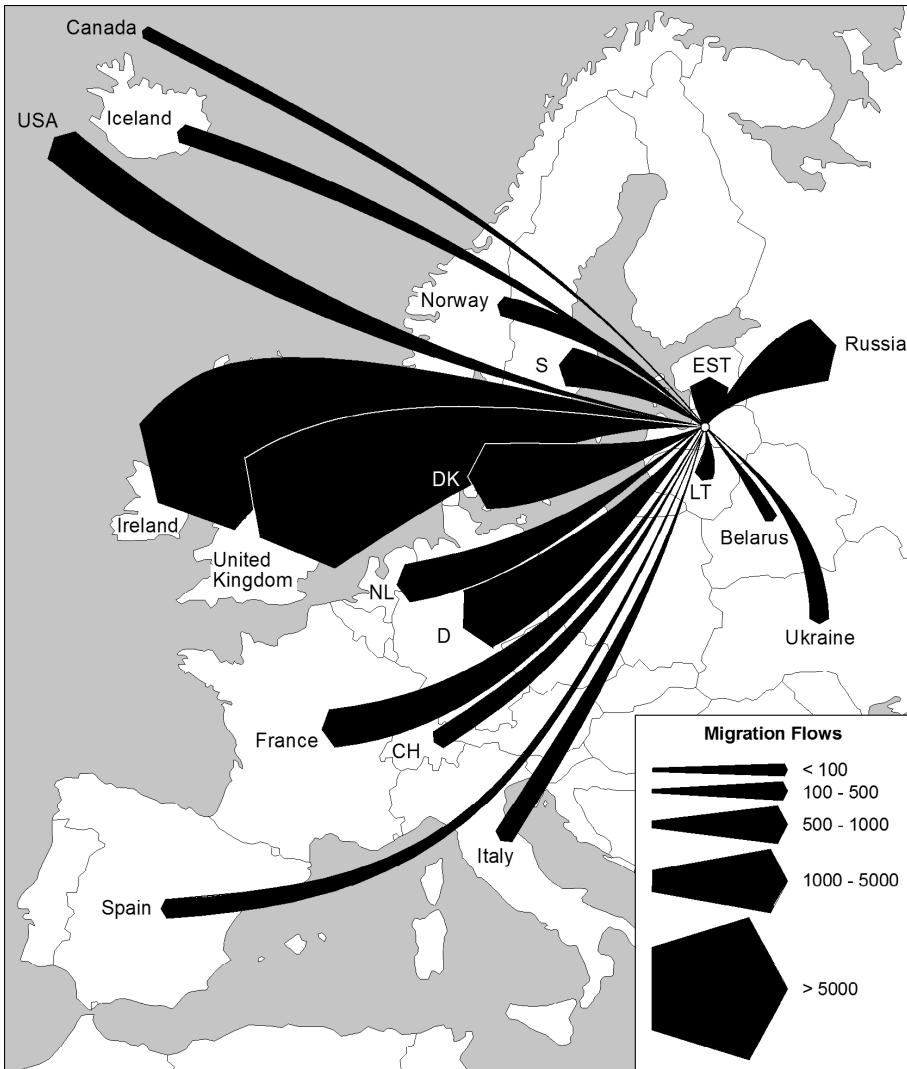 Canada
USA
Iceland
Norway
S
EST
Russia
DK
LT
Ireland
United
Kingdom
Belarus
NL
D
Ukraine
France
CH
Italy
Spain
Migration Flows
< 100
100 - 500
500 - 1000
1000 - 5000
> 5000